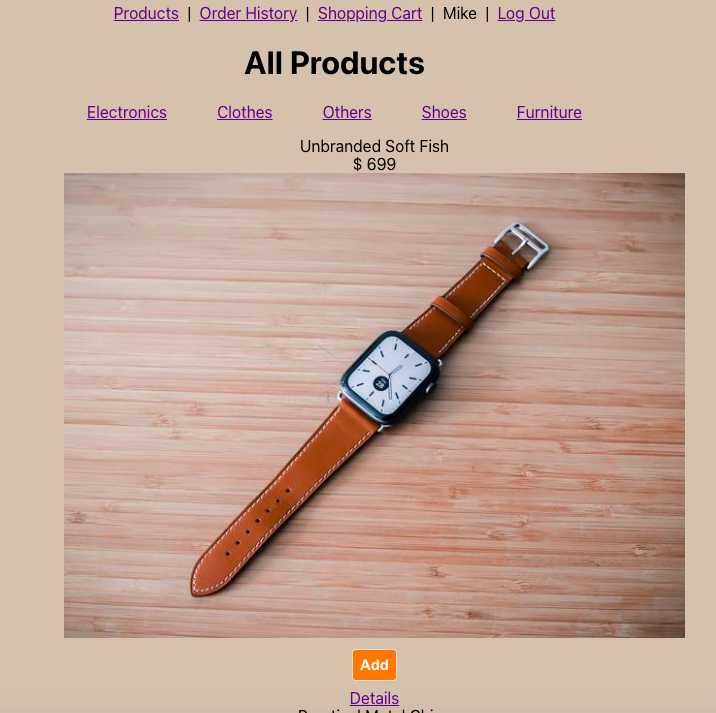 Products | Order History | Shopping Cart | Mike | Log Out
All Products
Electronics Clothes Others Shoes Furniture
Unbranded Soft Fish
$ 699
Add
Details